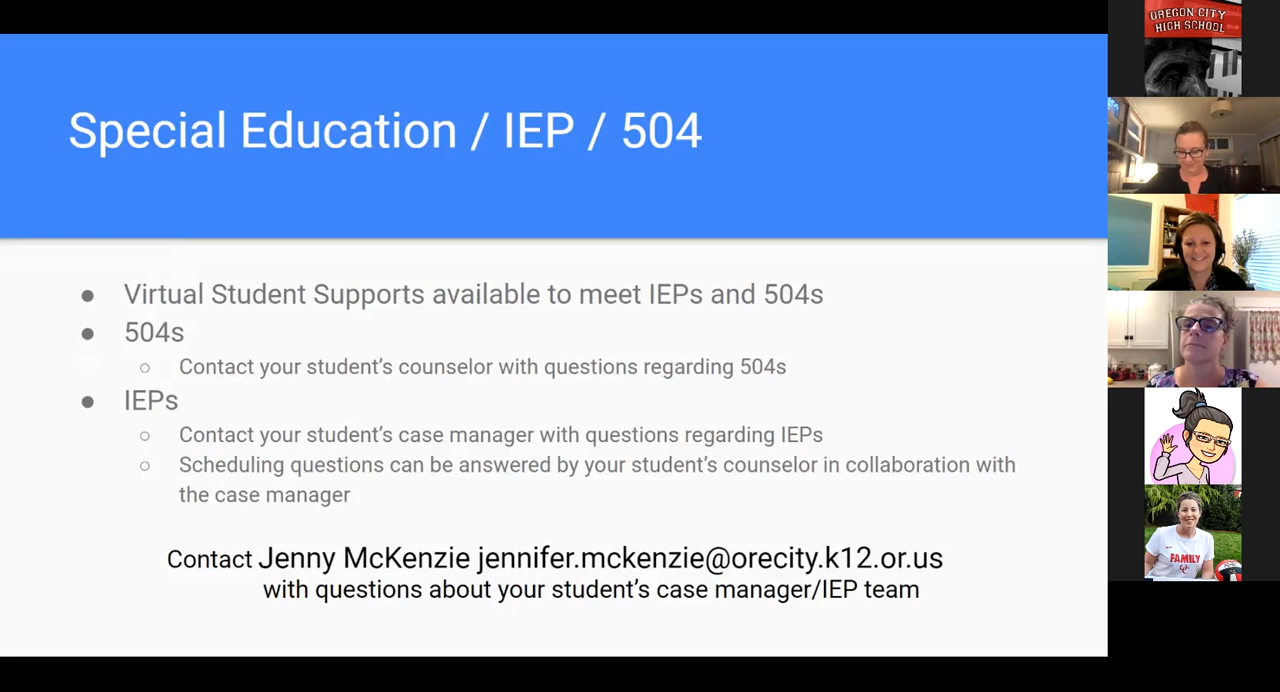 Special Education / IEP / 504
● Virtual Student Supports available to meet IEPs and 504s
● 504s
○ Contact your student’s counselor with questions regarding 504s
● IEPs
○ Contact your student’s case manager with questions regarding IEPs
○ Scheduling questions can be answered by your student’s counselor in collaboration with
the case manager
Contact Jenny McKenzie jennifer.mckenzie@orecity.k12.or.us
with questions about your student’s case manager/IEP team
OREGON CITY
HIGH SCHOOL
FAMILY